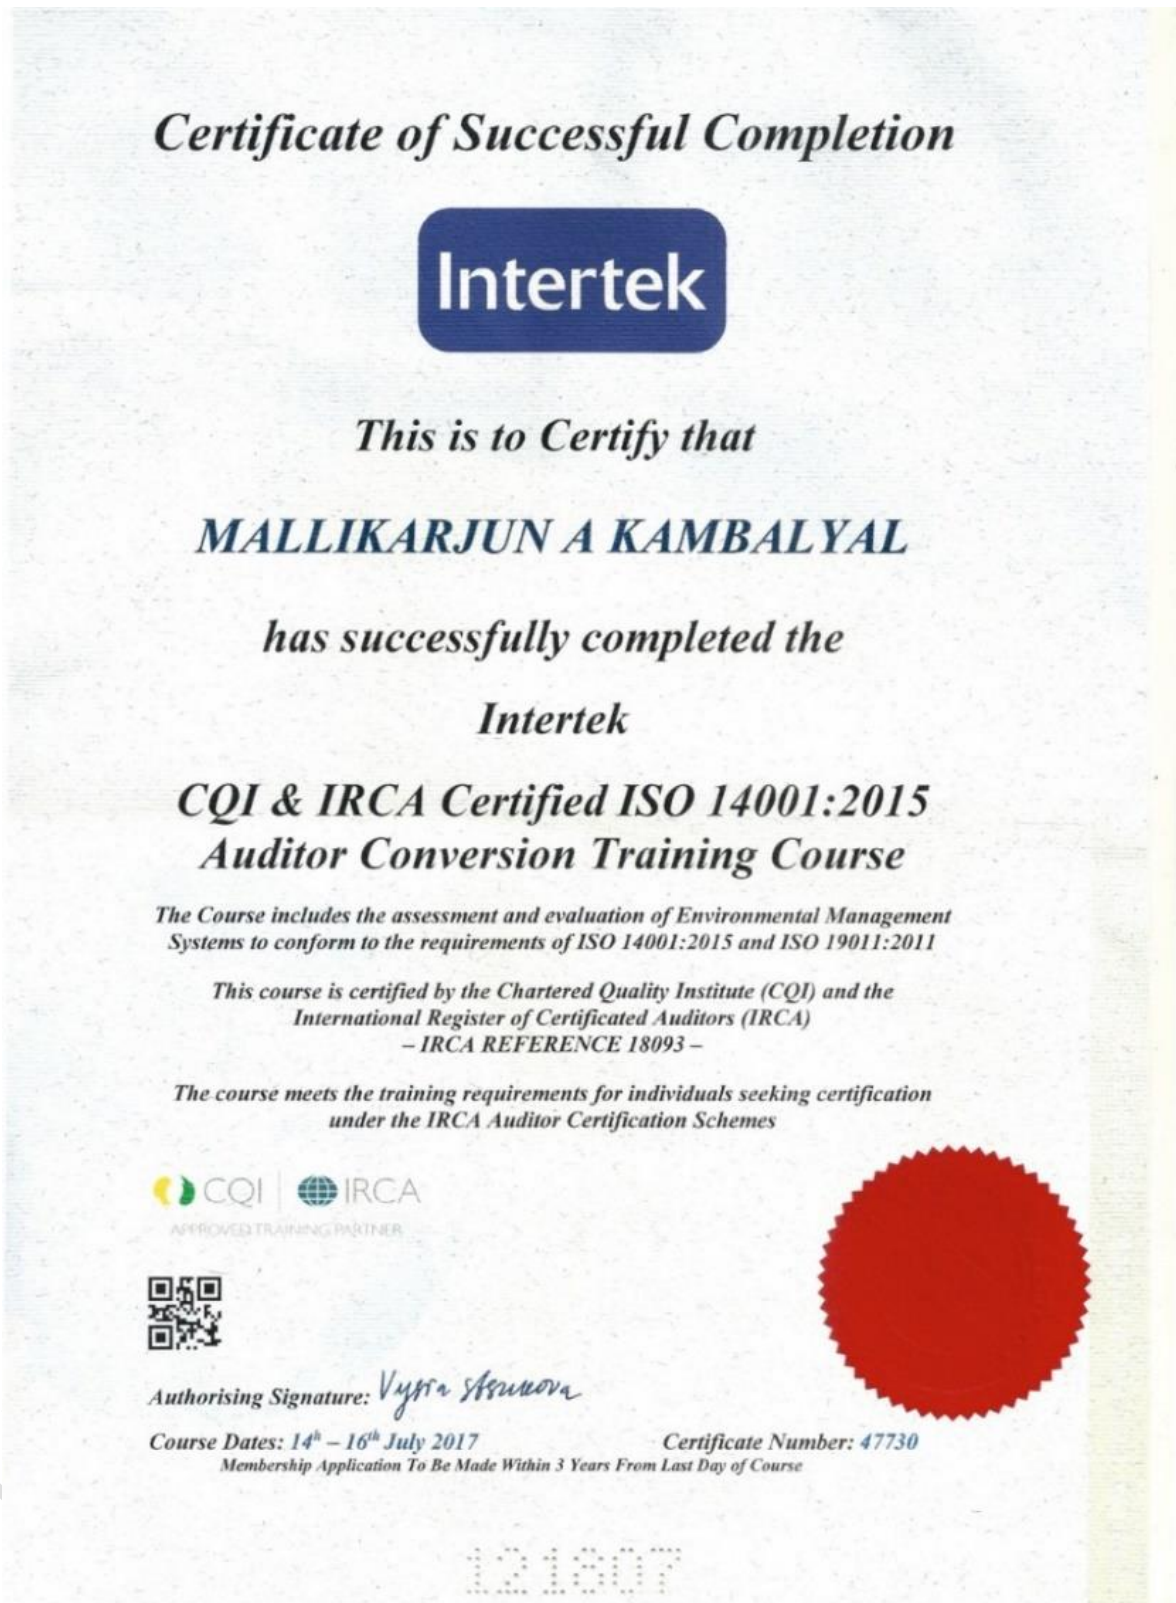 Certificate of Successful Completion
Intertek
This is to Certify that
MALLIKARJUN A KAMBALYAL
has successfully completed the
Intertek
CQI & IRCA Certified ISO 14001:2015
Auditor Conversion Training Course
The Course includes the assessment and evaluation of Environmental Management
Systems to conform to the requirements of ISO 14001:2015 and ISO 19011:2011
This course is certified by the Chartered Quality Institute (CQI) and the
International Register of Certificated Auditors (IRCA)
– IRCA REFERENCE 18093 –
The course meets the training requirements for individuals seeking certification
under the IRCA Auditor Certification Schemes
CQI | IRCA
APPROVED TRAINING PARTNER
Authorising Signature:
Course Dates: 14h – 16th July 2017 Certificate Number: 47730
Membership Application To Be Made Within 3 Years From Last Day of Course
121807